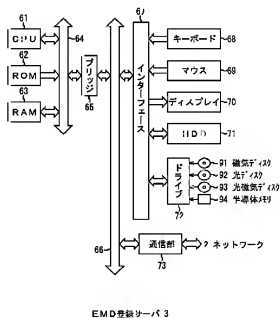 61
CPU
62
ROM
63
RAM
64
ブリッジ
65
66
67
インターフェース
キーボード
68
マウス
69
ディスプレイ
70
HDD
71
ドライブ
72
91 磁気ディスク
92 光ディスク
93 光磁気ディスク
94 半導体メモリ
通信部
73
2 ネットワーク
EMD登録サーバ 3